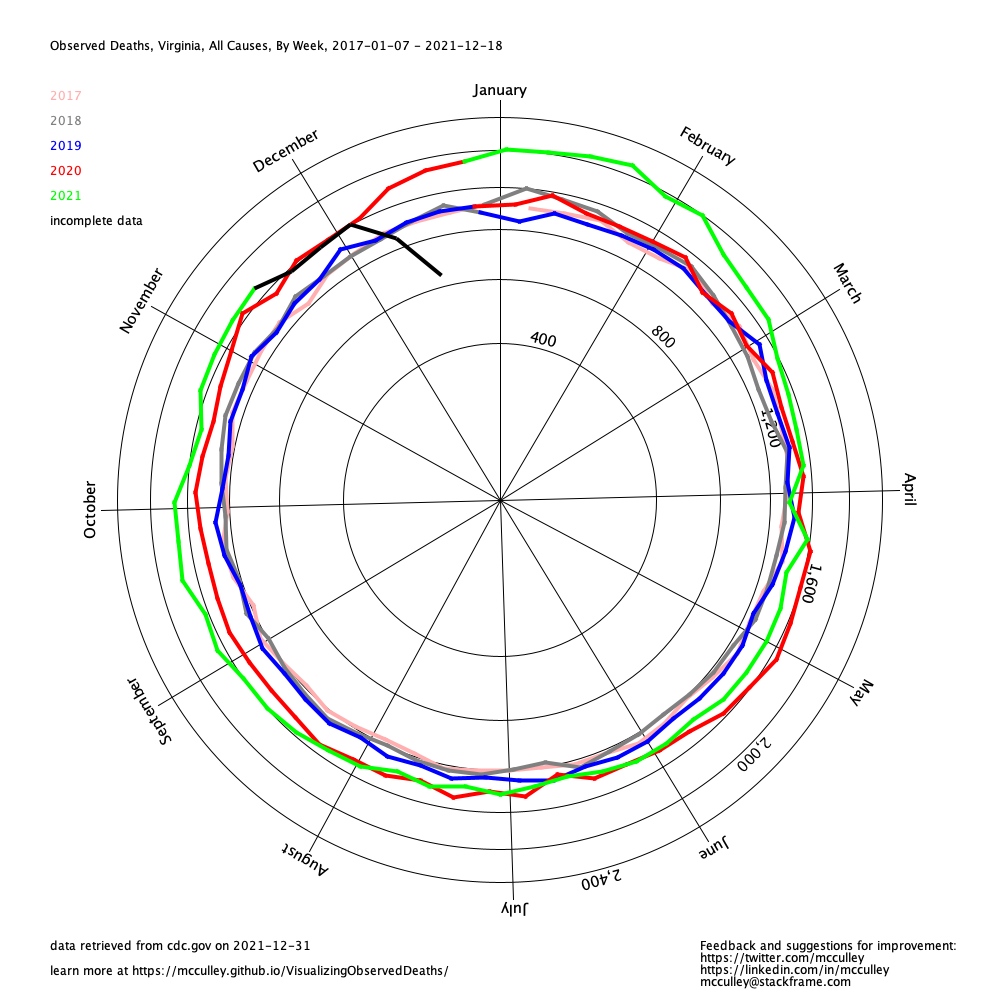 Observed Deaths, Virginia, All Causes, By Week, 2017-01-07 - 2021-12-18
January
2017
2018
2019
2020
2021
incomplete data
December
February
November
March
400
800
1,200
October
April
1,600
September
May
2,000
August
June
2,400
July
data retrieved from cdc.gov on 2021-12-31
learn more at https://mcculley.github.io/VisualizingObservedDeaths/
Feedback and suggestions for improvement:
https://twitter.com/mcculley
https://linkedin.com/in/mcculley
mcculley@stackframe.com